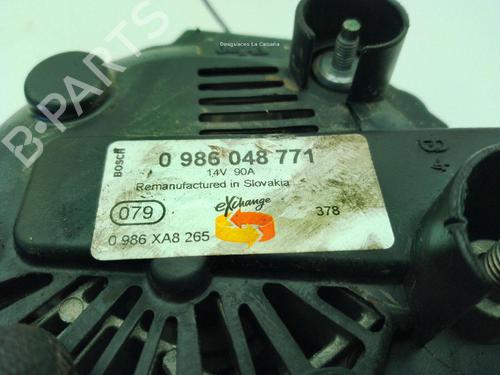 Desguaces La Cabaña
B-PARTS
BOSCH
0 986 048 771
14V 90A
Remanufactured in Slovakia
079
eXchange
378
0 986 XA8 265
4